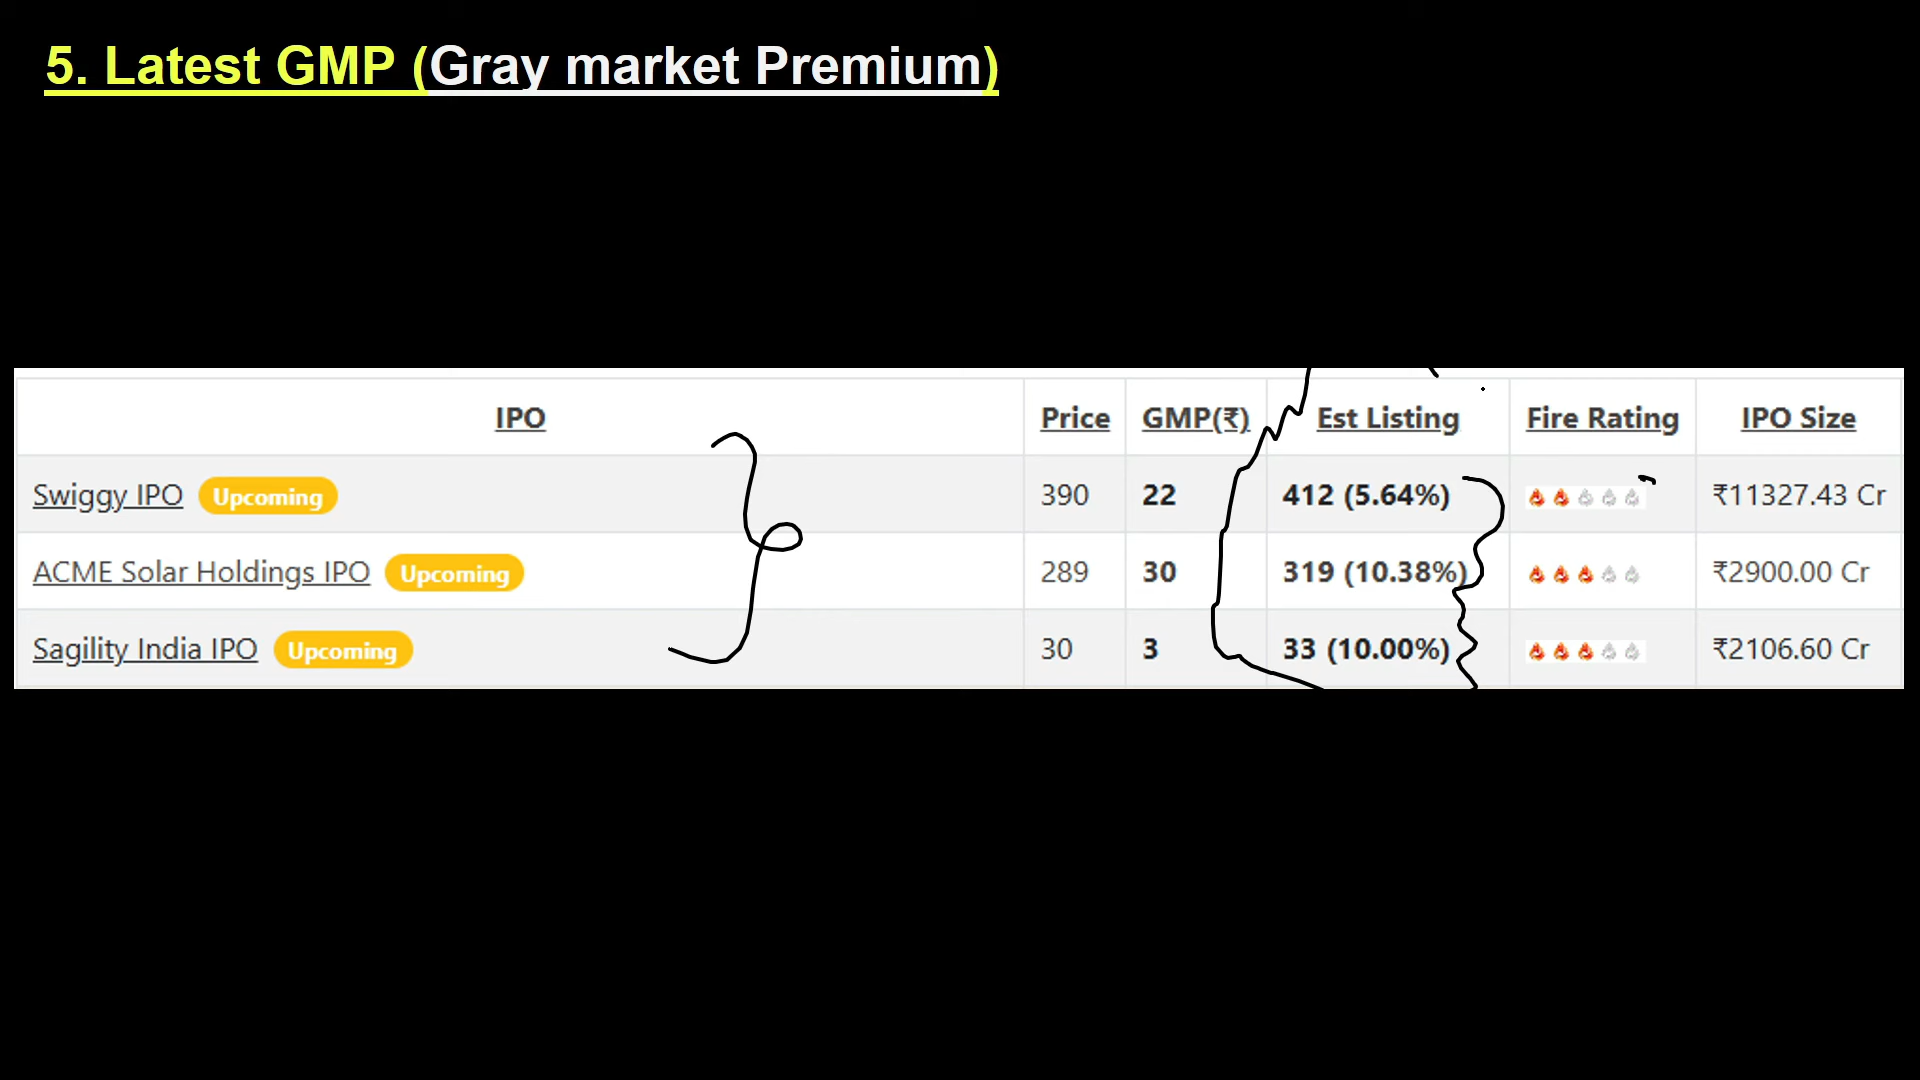 5. Latest GMP (Gray market Premium)
IPO Price GMP(₹) Est Listing Fire Rating IPO Size
Swiggy IPO Upcoming 390 22 412 (5.64%) ₹11327.43 Cr
ACME Solar Holdings IPO Upcoming 289 30 319 (10.38%) ₹2900.00 Cr
Sagility India IPO Upcoming 30 3 33 (10.00%) ₹2106.60 Cr